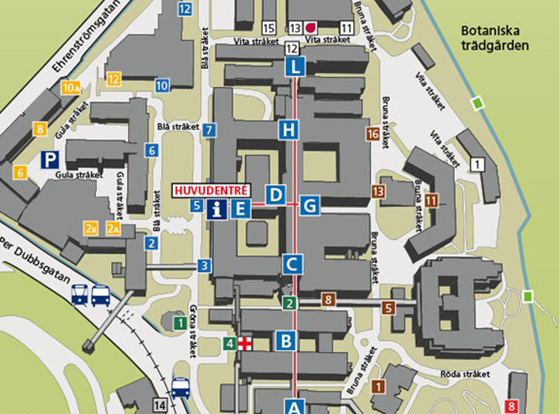 12
15
13
11
Bruna stråket
Ehrenströmsgatan
Blå stråket
Vita stråket
Vita stråket
12
Botaniska
trädgården
L
10A
12
10
Vita stråket
8
Gula stråket
Blå stråket
7
H
Bruna stråket
16
P
6
Vita stråket
1
6
Gula stråket
Gula stråket
Blå stråket
HUVUDENTRÉ
5
i
E
D
G
13
11
2B
2A
2
Per Dubbsgatan
3
C
Bruna stråket
2
8
5
1
Gröna stråket
4
B
Bruna stråket
Röda stråket
1
14
A
8